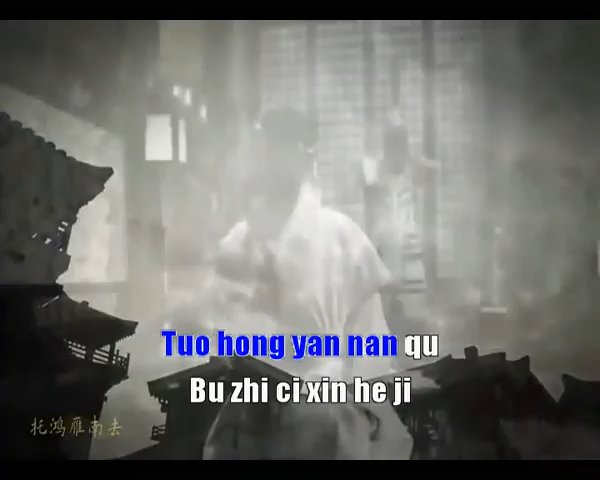 Tuo hong yan nan qu
Bu zhi ci xin he ji
托鸿雁南去